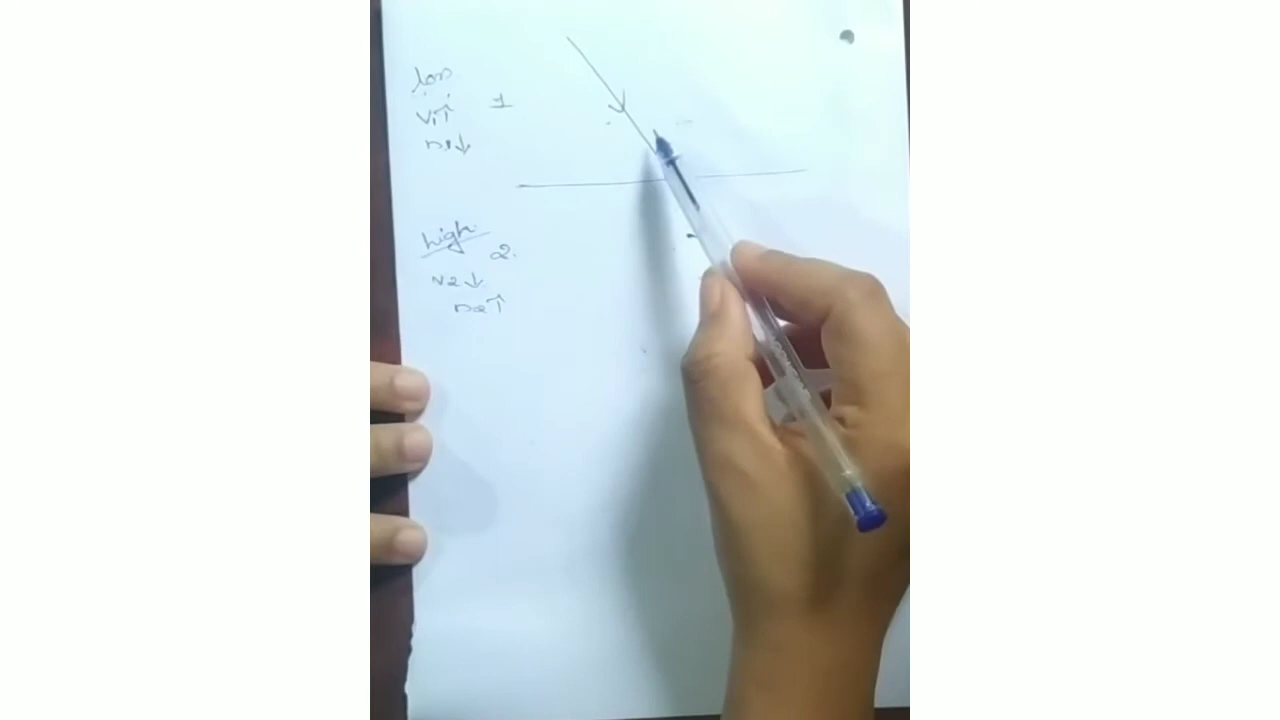 low
V1↑ 1
n1↓
high 2.
V2↓
n2↑